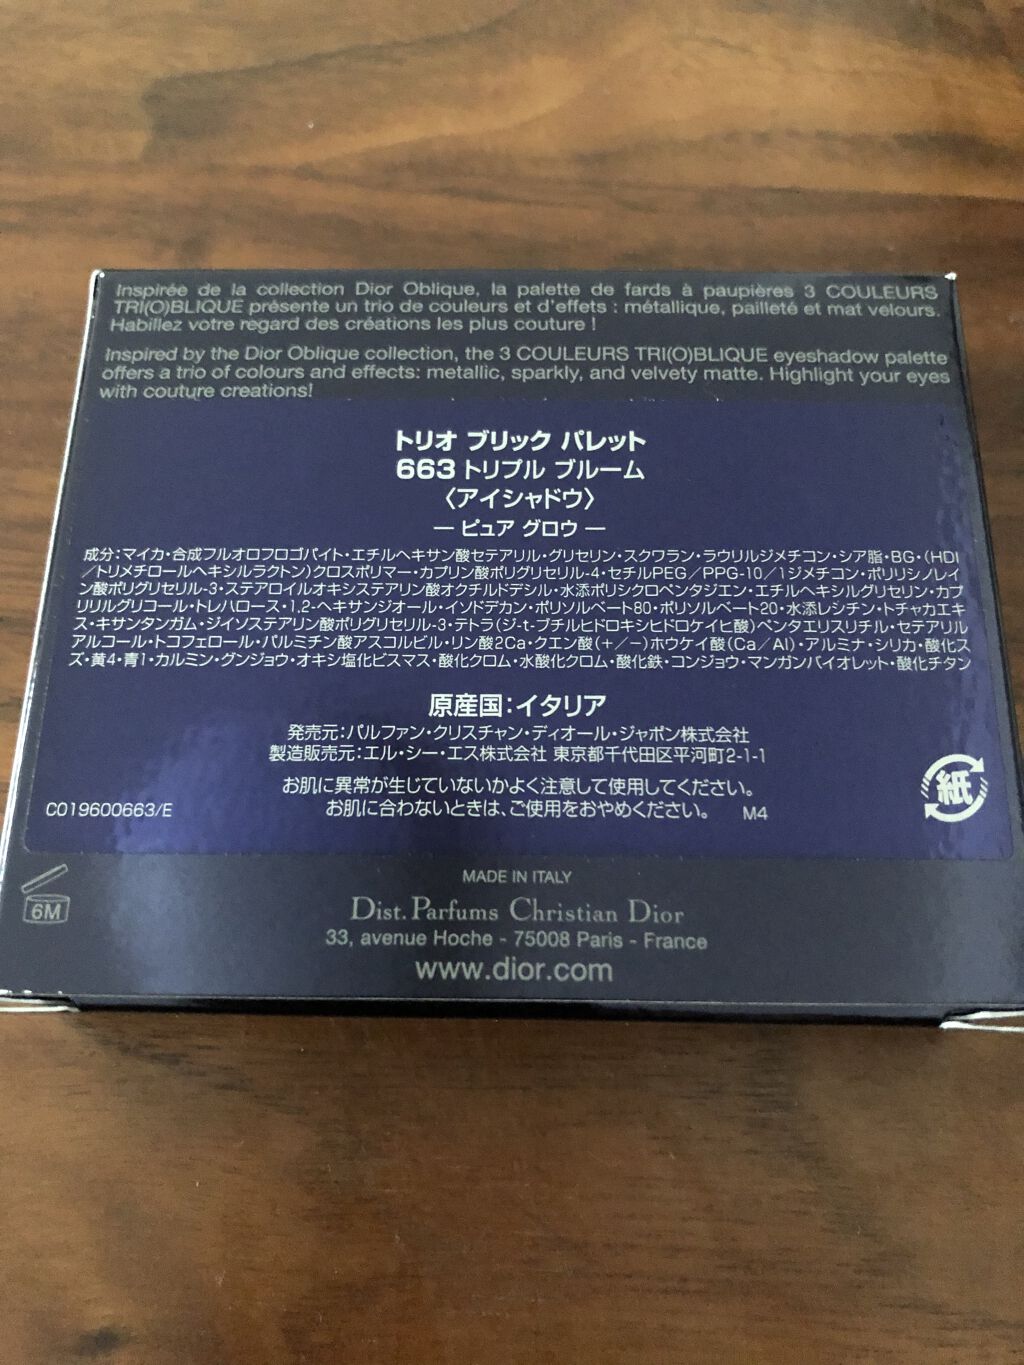 Inspirée de la collection Dior Oblique, la palette de fards à paupières 3 COULEURS
TRI(O)BLIQUE présente un trio de couleurs et d'effets : métallique, pailleté et mat velours.
Habillez votre regard des créations les plus couture !
Inspired by the Dior Oblique collection, the 3 COULEURS TRI(O)BLIQUE eyeshadow palette
offers a trio of colours and effects: metallic, sparkly, and velvety matte. Highlight your eyes
with couture creations!
トリオ ブリック パレット
663 トリプル ブルーム
〈アイシャドウ〉
— ピュア グロウ —
成分：マイカ・合成フルオロフロゴパイト・エチルヘキサン酸セテアリル・グリセリン・スクワラン・ラウリルジメチコン・シア脂・BG・(HDI
／トリメチロールヘキシルラクトン)クロスポリマー・カプリン酸ポリグリセリル-4・セチルPEG／PPG-10／1ジメチコン・ポリリシノレイ
ン酸ポリグリセリル-3・ステアロイルオキシステアリン酸オクチルドデシル・水添ポリシクロペンタジエン・エチルヘキシルグリセリン・カプ
リリルグリコール・トレハロース・1,2-ヘキサンジオール・イソドデカン・ポリソルベート80・ポリソルベート20・水添レシチン・トチャカエキ
ス・キサンタンガム・ジイソステアリン酸ポリグリセリル-3・テトラ(ジ-t-ブチルヒドロキシヒドロケイヒ酸)ペンタエリスリチル・セテアリル
アルコール・トコフェロール・パルミチン酸アスコルビル・リン酸2Ca・クエン酸・(+／−)ホウケイ酸(Ca／Al)・アルミナ・シリカ・酸化ス
ズ・黄4・青1・カルミン・グンジョウ・オキシ塩化ビスマス・酸化クロム・水酸化クロム・酸化鉄・コンジョウ・マンガンバイオレット・酸化チタン
原産国：イタリア
発売元：パルファン・クリスチャン・ディオール・ジャポン株式会社
製造販売元：エル・シー・エス株式会社 東京都千代田区平河町2-1-1
お肌に異常が生じていないかよく注意して使用してください。
お肌に合わないときは、ご使用をおやめください。 M4
C019600663/E
紙
MADE IN ITALY
6M
Dist. Parfums Christian Dior
33, avenue Hoche - 75008 Paris - France
www.dior.com